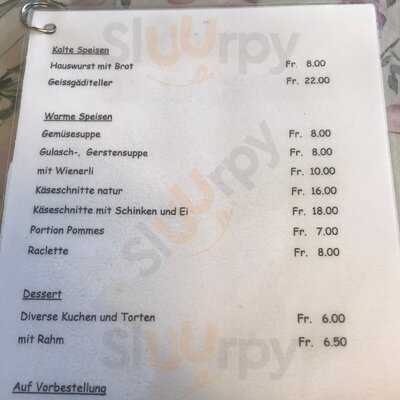 Kalte Speisen
Hauswurst mit Brot Fr. 8.00
Geissgäditeller Fr. 22.00
Warme Speisen
Gemüsesuppe Fr. 8.00
Gulasch-, Gerstensuppe Fr. 8.00
mit Wienerli Fr. 10.00
Käseschnitte natur Fr. 16.00
Käseschnitte mit Schinken und Ei Fr. 18.00
Portion Pommes Fr. 7.00
Raclette Fr. 8.00
Dessert
Diverse Kuchen und Torten Fr. 6.00
mit Rahm Fr. 6.50
Auf Vorbestellung
Slurpy
Slurpy
Slurpy